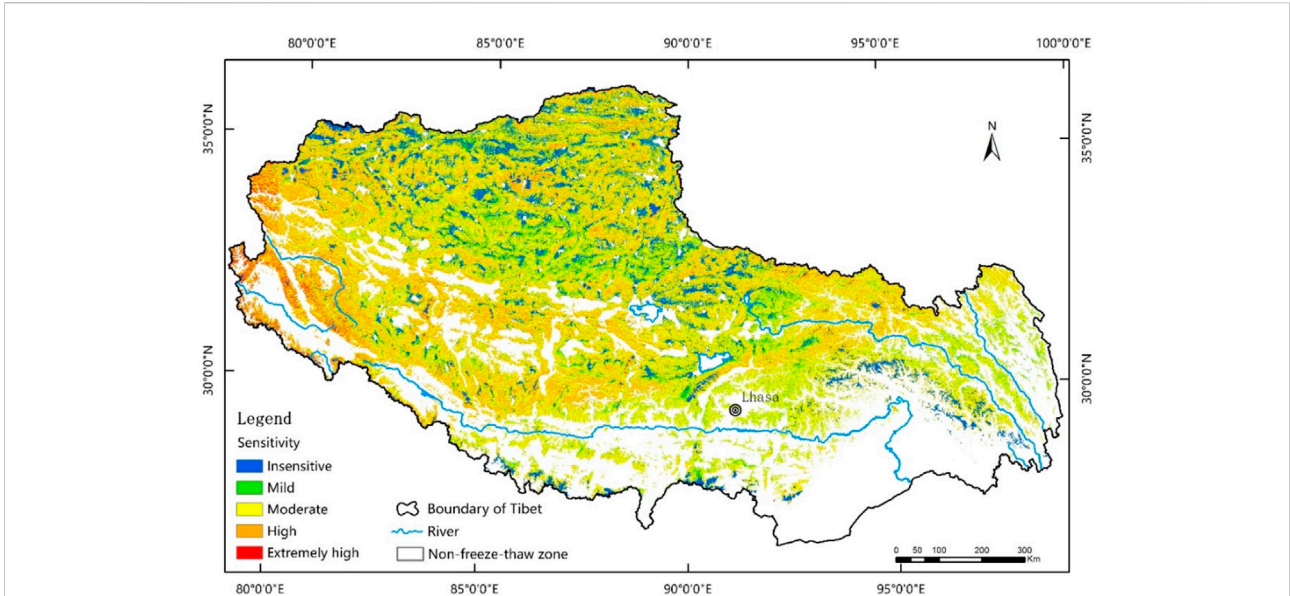 80°0'0"E 85°0'0"E 90°0'0"E 95°0'0"E 100°0'0"E
35°0'0"N
35°0'0"N
N
30°0'0"N
30°0'0"N
Lhasa
Legend
Sensitivity
Insensitive
Mild
Moderate
High
Extremely high
Boundary of Tibet
River
Non-freeze-thaw zone
0 50 100 200 300
Km
80°0'0"E 85°0'0"E 90°0'0"E 95°0'0"E